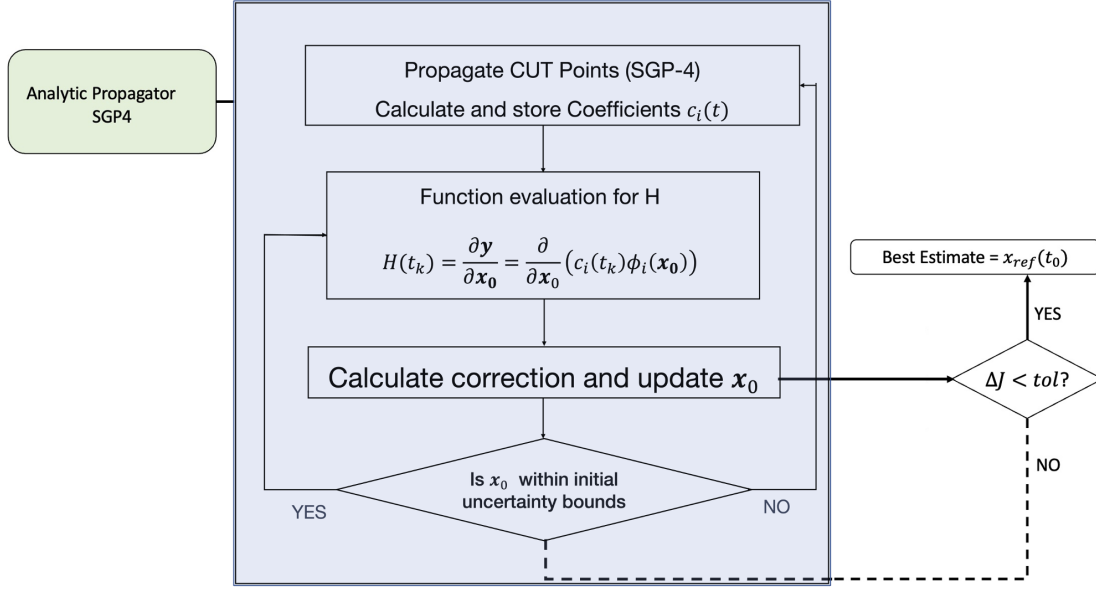 Analytic Propagator
SGP4
Propagate CUT Points (SGP-4)
Calculate and store Coefficients c_i(t)
Function evaluation for H
H(t_k) = ∂y/∂x_0 = ∂/∂x_0 (c_i(t_k)ϕ_i(x_0))
Calculate correction and update x_0
Is x_0 within initial
uncertainty bounds
YES
NO
Best Estimate = x_ref(t_0)
YES
ΔJ < tol?
NO